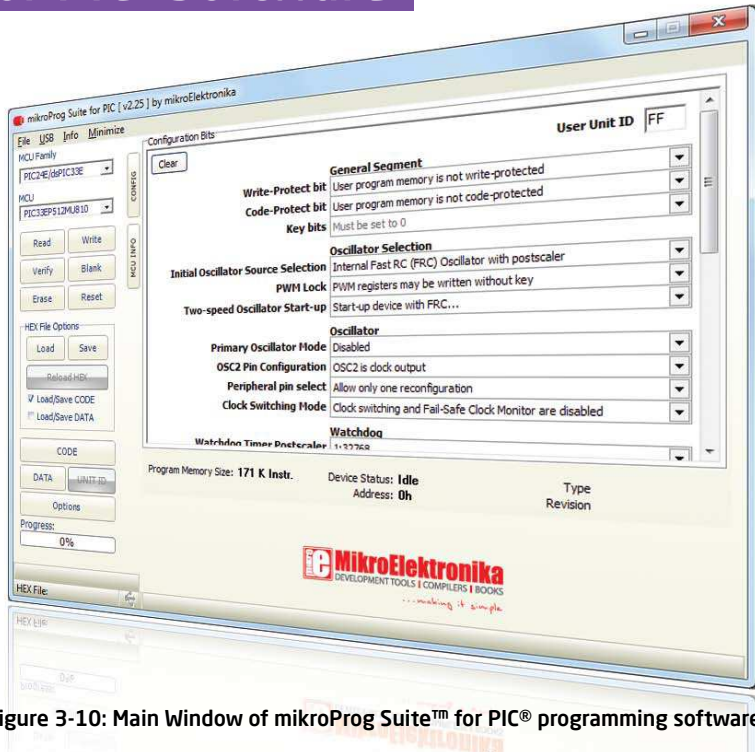 mikroProg Suite for PIC [ v2.25 ] by mikroElektronika
File USB Info Minimize
MCU Family
PIC24E/dsPIC33E
MCU
PIC33EP512MU810
Read Write
Verify Blank
Erase Reset
HEX File Options
Load Save
Reload HEX
Load/Save CODE
Load/Save DATA
CODE
DATA UNIT ID
Options
Progress:
0%
HEX File:
CONFIG
MCU INFO
Configuration Bits
Clear
User Unit ID FF
General Segment
Write-Protect bit User program memory is not write-protected
Code-Protect bit User program memory is not code-protected
Key bits Must be set to 0
Oscillator Selection
Initial Oscillator Source Selection Internal Fast RC (FRC) Oscillator with postscaler
PWM Lock PWM registers may be written without key
Two-speed Oscillator Start-up Start-up device with FRC...
Oscillator
Primary Oscillator Mode Disabled
OSC2 Pin Configuration OSC2 is clock output
Peripheral pin select Allow only one reconfiguration
Clock Switching Mode Clock switching and Fail-Safe Clock Monitor are disabled
Watchdog
Watchdog Timer Postscaler 1:32768
Program Memory Size: 171 K Instr.
Device Status: Idle
Address: 0h
Type
Revision
MikroElektronika
DEVELOPMENT TOOLS | COMPILERS | BOOKS
...making it simple
igure 3-10: Main Window of mikroProg Suite™ for PIC® programming software